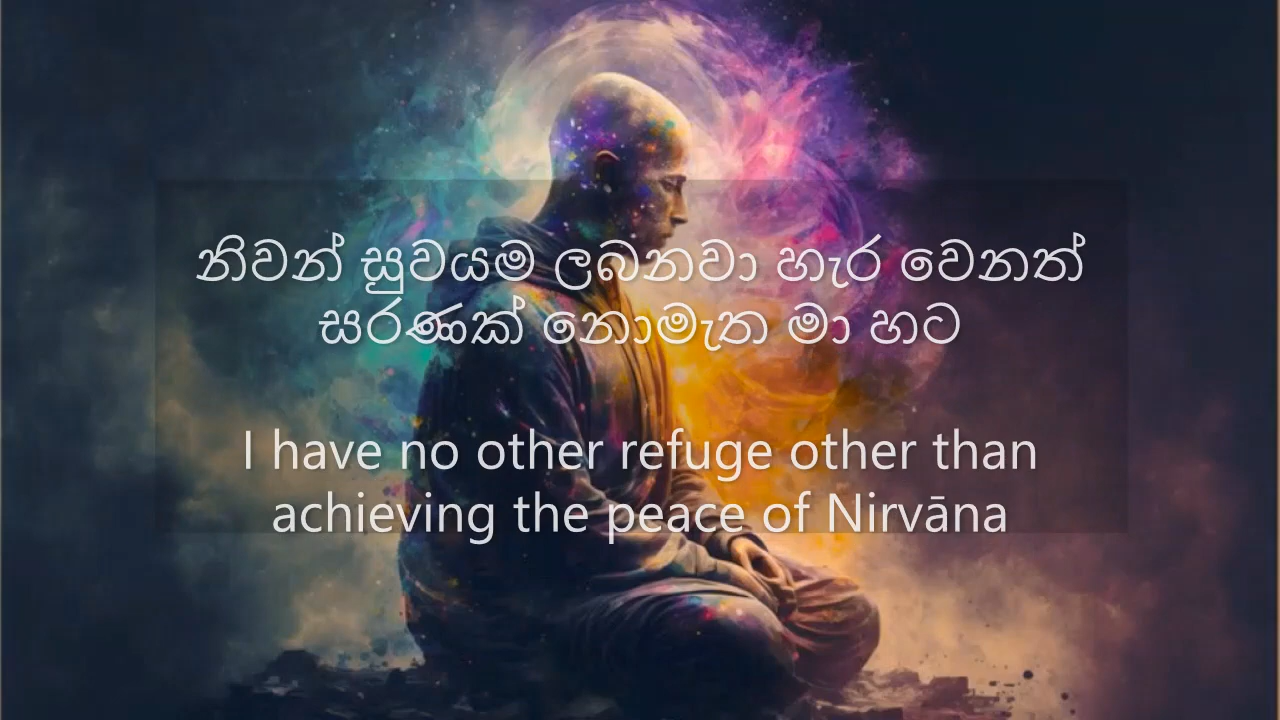 නිවන් සුවයම ලබනවා හැර වෙනත්
සරණක් නොමැත මා හට
I have no other refuge other than
achieving the peace of Nirvāna